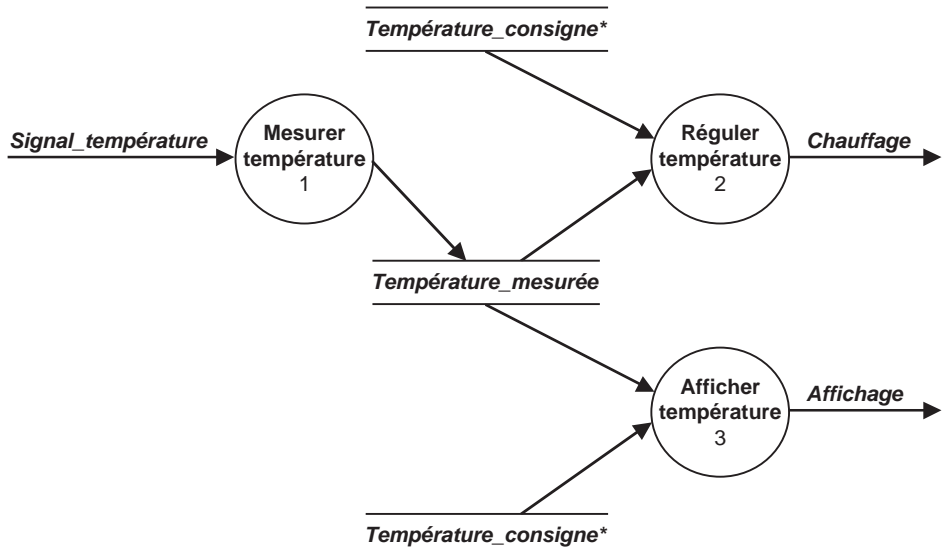 Température_consigne*
Signal_température
Mesurer
température
1
Réguler
température
2
Chauffage
Température_mesurée
Afficher
température
3
Affichage
Température_consigne*